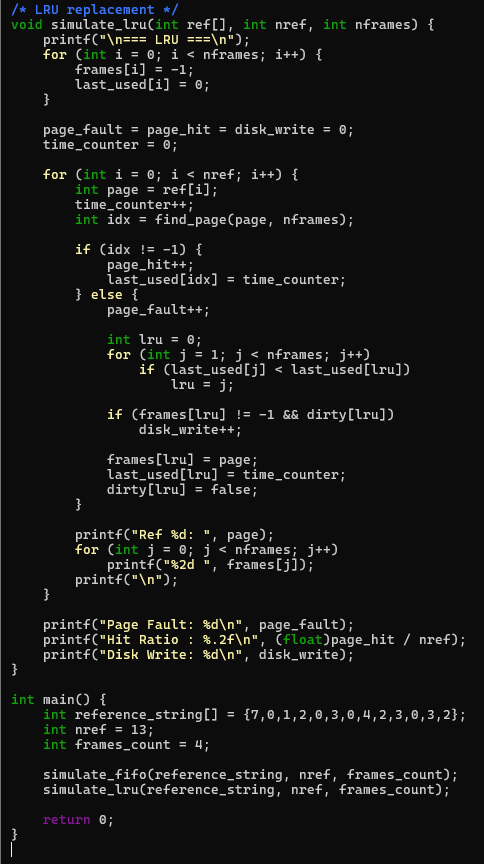 /* LRU replacement */
void simulate_lru(int ref[], int nref, int nframes) {
    printf("\n=== LRU ===\n");
    for (int i = 0; i < nframes; i++) {
        frames[i] = -1;
        last_used[i] = 0;
    }

    page_fault = page_hit = disk_write = 0;
    time_counter = 0;

    for (int i = 0; i < nref; i++) {
        int page = ref[i];
        time_counter++;
        int idx = find_page(page, nframes);

        if (idx != -1) {
            page_hit++;
            last_used[idx] = time_counter;
        } else {
            page_fault++;

            int lru = 0;
            for (int j = 1; j < nframes; j++)
                if (last_used[j] < last_used[lru])
                    lru = j;

            if (frames[lru] != -1 && dirty[lru])
                disk_write++;

            frames[lru] = page;
            last_used[lru] = time_counter;
            dirty[lru] = false;
        }

        printf("Ref %d: ", page);
        for (int j = 0; j < nframes; j++)
            printf("%2d ", frames[j]);
        printf("\n");
    }

    printf("Page Fault: %d\n", page_fault);
    printf("Hit Ratio : %.2f\n", (float)page_hit / nref);
    printf("Disk Write: %d\n", disk_write);
}

int main() {
    int reference_string[] = {7,0,1,2,0,3,0,4,2,3,0,3,2};
    int nref = 13;
    int frames_count = 4;

    simulate_fifo(reference_string, nref, frames_count);
    simulate_lru(reference_string, nref, frames_count);

    return 0;
}